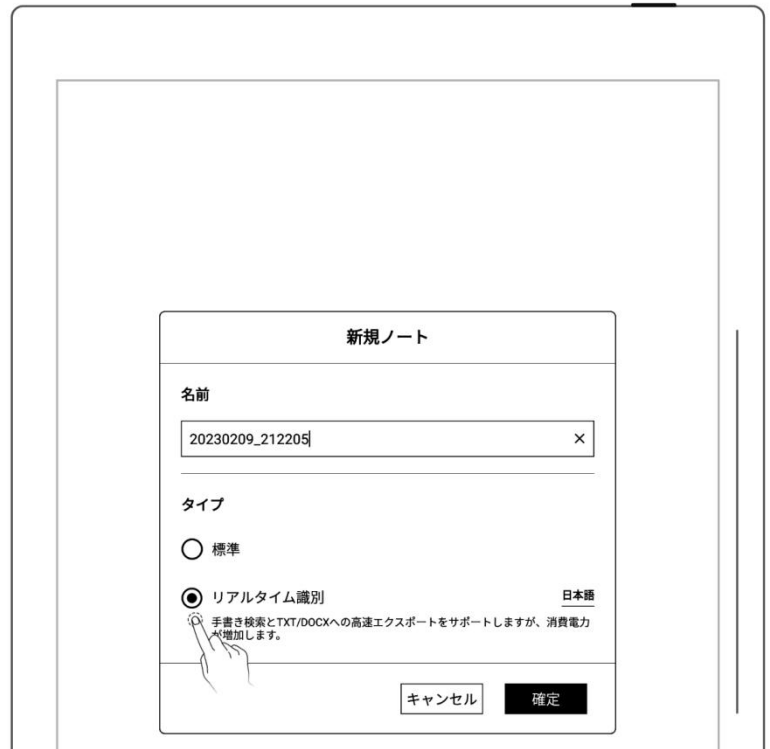 新規ノート
名前
20230209_212205
タイプ
標準
リアルタイム識別 日本語
手書き検索とTXT/DOCXへの高速エクスポートをサポートしますが、消費電力
が増加します。
キャンセル 確定